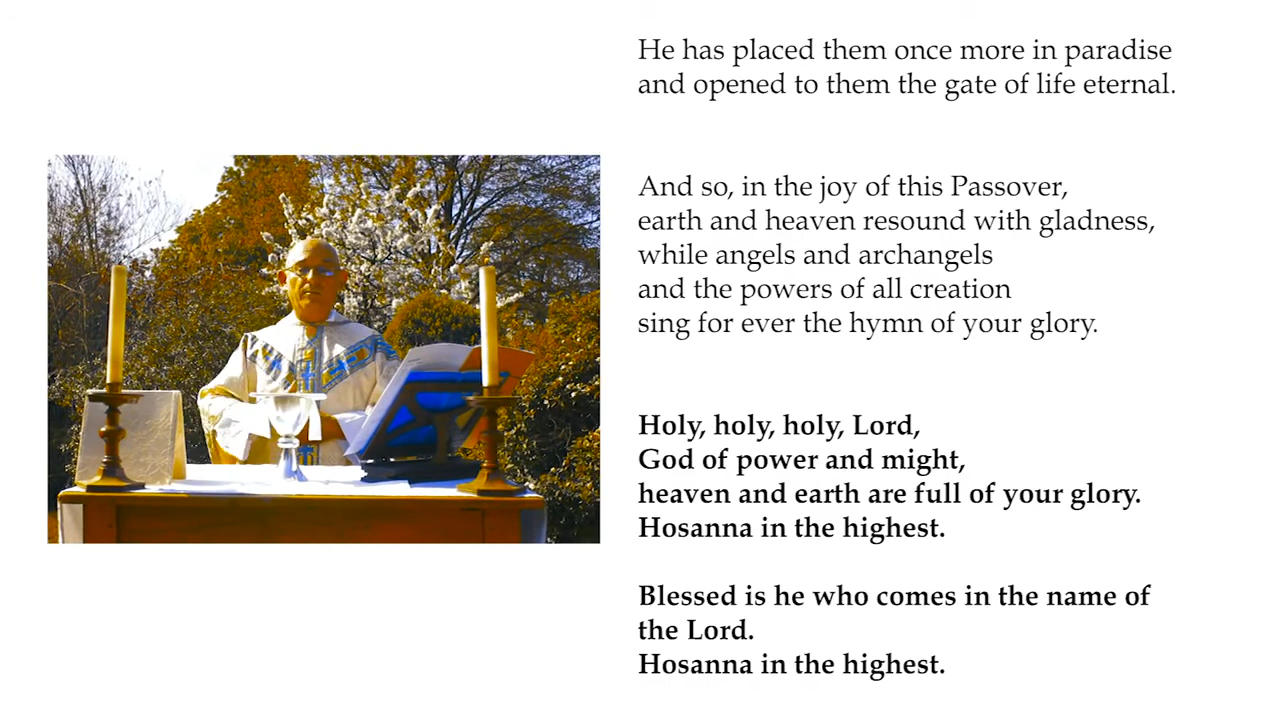 He has placed them once more in paradise
and opened to them the gate of life eternal.
And so, in the joy of this Passover,
earth and heaven resound with gladness,
while angels and archangels
and the powers of all creation
sing for ever the hymn of your glory.
Holy, holy, holy, Lord,
God of power and might,
heaven and earth are full of your glory.
Hosanna in the highest.
Blessed is he who comes in the name of
the Lord.
Hosanna in the highest.